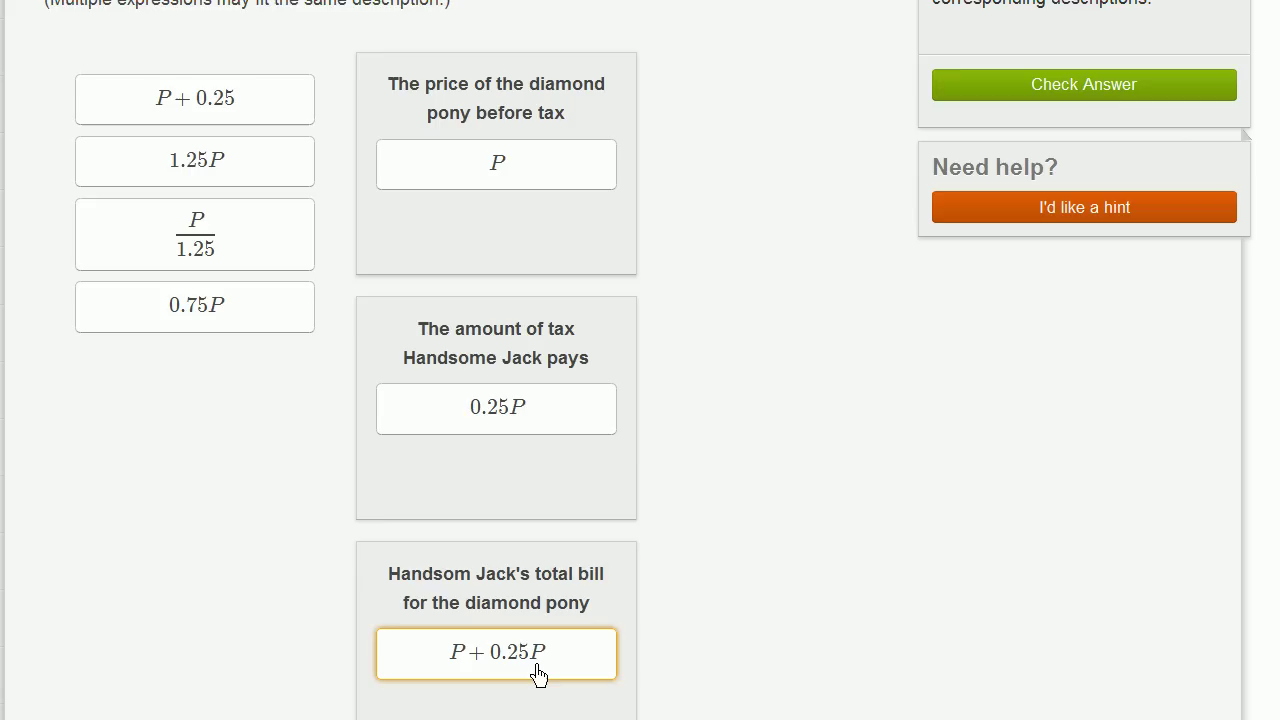 (Multiple expressions may fit the same description.)
corresponding descriptions.
P + 0.25
1.25P
P
1.25
0.75P
The price of the diamond
pony before tax
P
The amount of tax
Handsome Jack pays
0.25P
Handsom Jack's total bill
for the diamond pony
P + 0.25P
Check Answer
Need help?
I'd like a hint